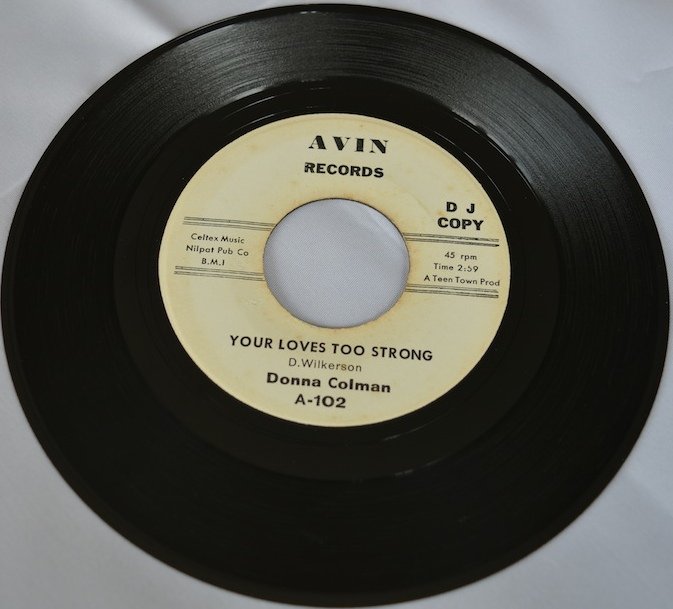 AVIN
RECORDS
D J
COPY
Celtex Music
Nilpat Pub Co
B.M.I
45 rpm
Time 2:59
A Teen Town Prod
YOUR LOVES TOO STRONG
D.Wilkerson
Donna Colman
A-102